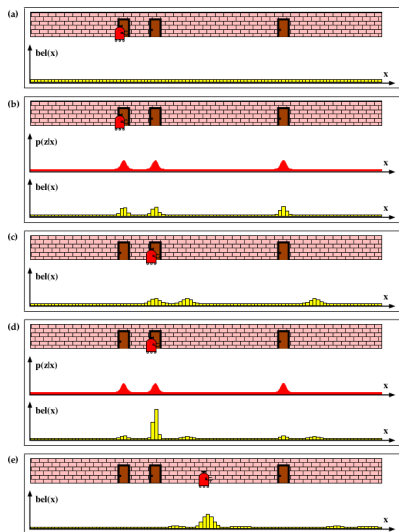 (a)
bel(x)
x
(b)
p(z|x)
x
bel(x)
x
(c)
bel(x)
x
(d)
p(z|x)
x
bel(x)
x
(e)
bel(x)
x